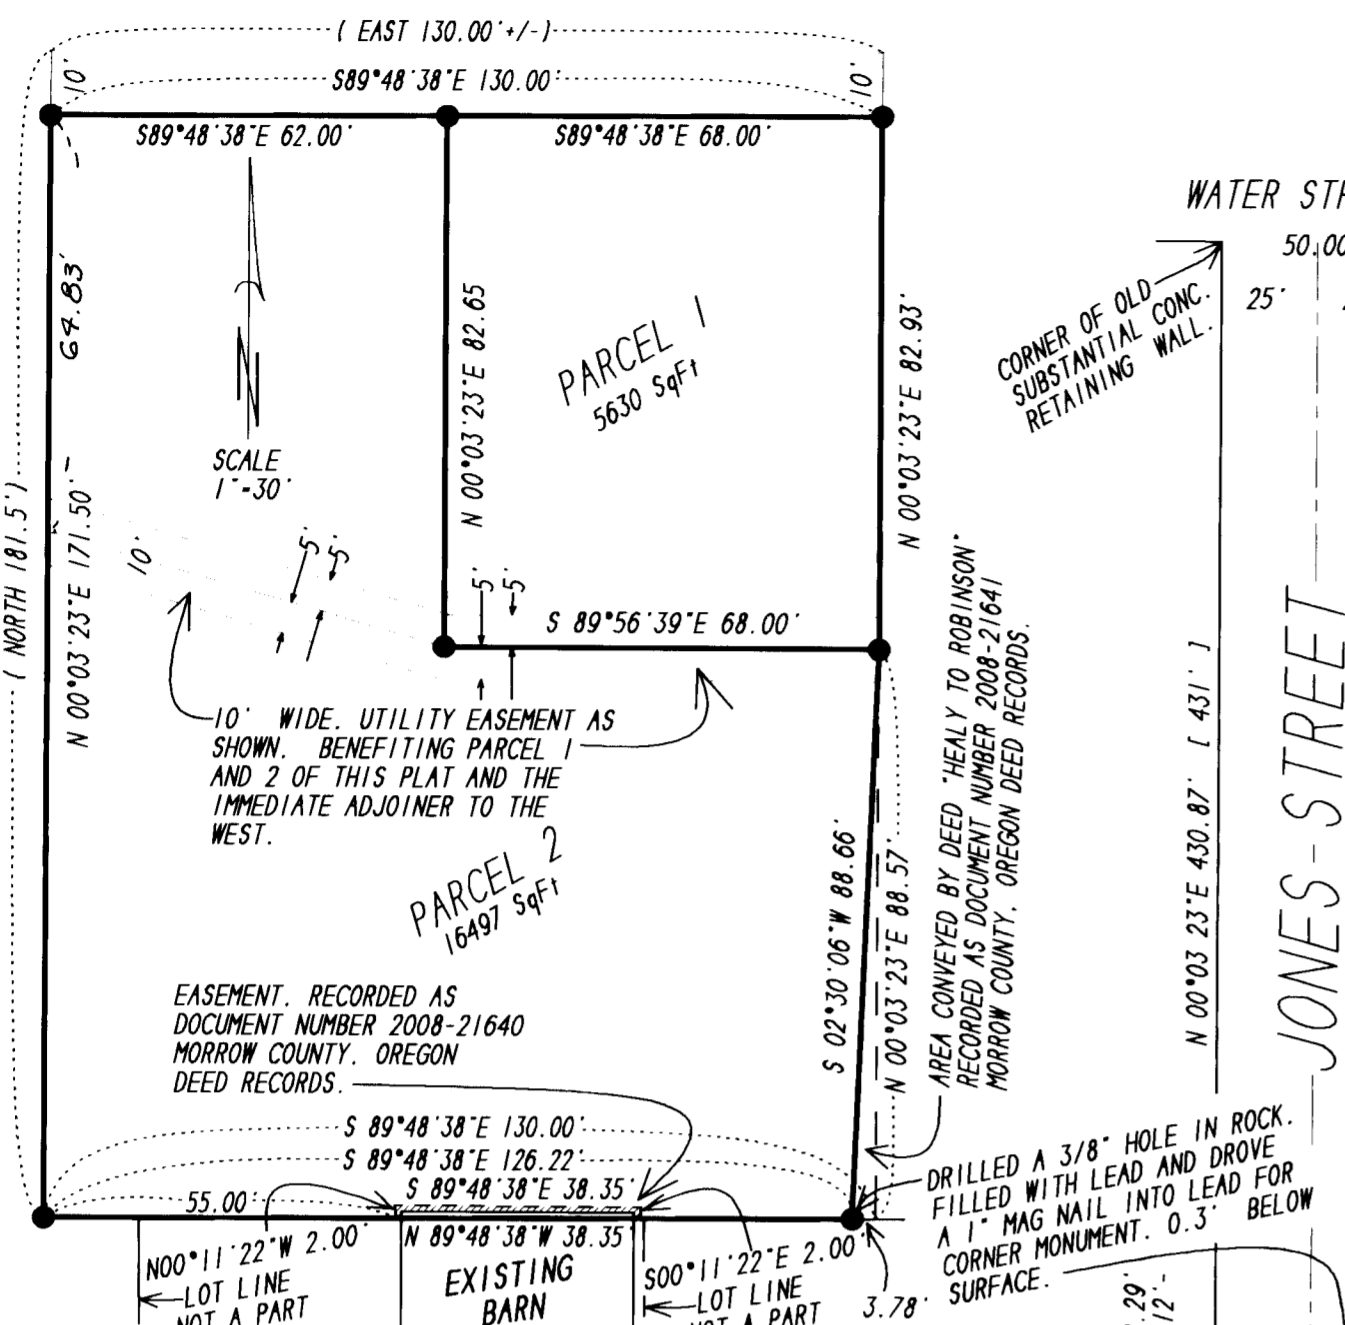 ( EAST 130.00'+/-)
10'
S89°48'38"E 130.00'
10'
S89°48'38"E 62.00'
S89°48'38"E 68.00'
WATER
50.00
25'
CORNER OF OLD
SUBSTANTIAL CONC.
RETAINING WALL.
64.83'
N
SCALE
1"-30'
N 00°03'23"E 82.65
PARCEL 1
5630 SqFt
N 00°03'23"E 82.93'
( NORTH 181.5')
N 00°03'23"E 171.50'
10'
5'
5'
5'
5'
S 89°56'39"E 68.00'
10' WIDE. UTILITY EASEMENT AS
SHOWN. BENEFITING PARCEL 1
AND 2 OF THIS PLAT AND THE
IMMEDIATE ADJOINER TO THE
WEST.
PARCEL 2
16497 SqFt
S 02°30'06"W 88.66'
N 00°03'23"E 88.57'
AREA CONVEYED BY DEED "HEALY TO ROBINSON"
RECORDED AS DOCUMENT NUMBER 2008-21641
MORROW COUNTY. OREGON DEED RECORDS.
N 00°03 23"E 430.87' [ 431' ]
JONES-STREET
EASEMENT. RECORDED AS
DOCUMENT NUMBER 2008-21640
MORROW COUNTY. OREGON
DEED RECORDS.
S 89°48'38"E 130.00'
S 89°48'38"E 126.22'
S 89°48'38"E 38.35'
55.00'
N 89°48'38"W 38.35'
N00°11'22"W 2.00'
LOT LINE
NOT A PART
EXISTING
BARN
S00°11'22"E 2.00'
LOT LINE
NOT A PART
3.78'
DRILLED A 3/8" HOLE IN ROCK.
FILLED WITH LEAD AND DROVE
A 1" MAG NAIL INTO LEAD FOR
CORNER MONUMENT. 0.3' BELOW
SURFACE.
.29'
12'